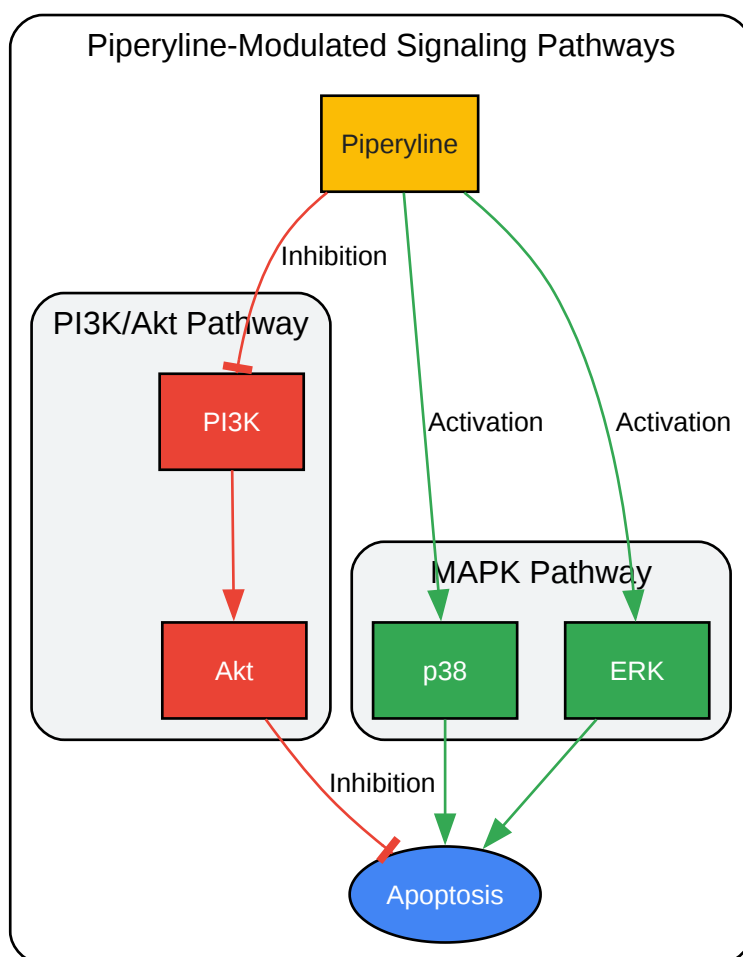 Piperyline-Modulated Signaling Pathways
Piperyline
Inhibition
PI3K/Akt Pathway
PI3K
Activation
Activation
MAPK Pathway
Akt
p38
ERK
Inhibition
Apoptosis